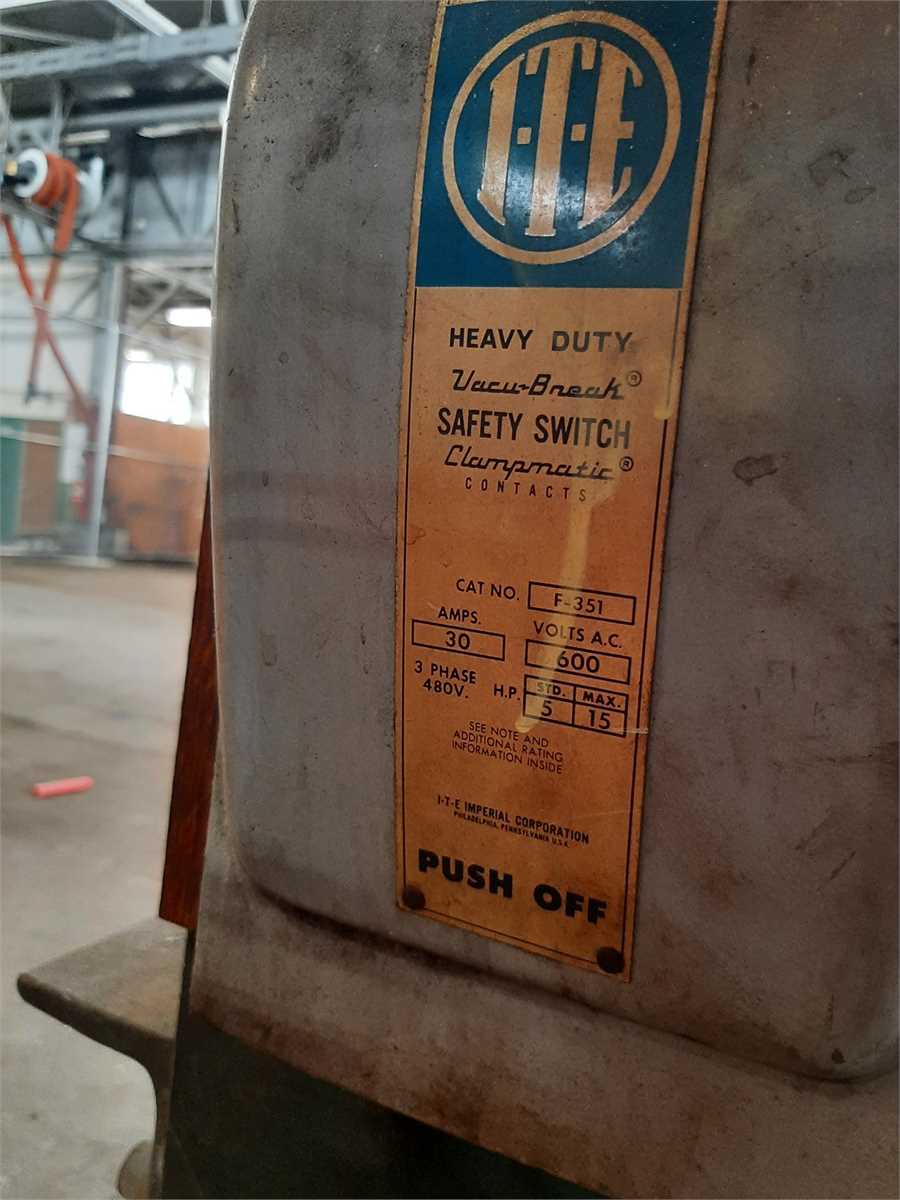 I-T-E
HEAVY DUTY
Vacu-Break®
SAFETY SWITCH
Clampmatic®
CONTACTS
CAT NO. F-351
AMPS. VOLTS A.C.
30 600
3 PHASE H.P. STD. MAX.
480V. 5 15
SEE NOTE AND
ADDITIONAL RATING
INFORMATION INSIDE
I-T-E IMPERIAL CORPORATION
PHILADELPHIA, PENNSYLVANIA U.S.A.
PUSH OFF